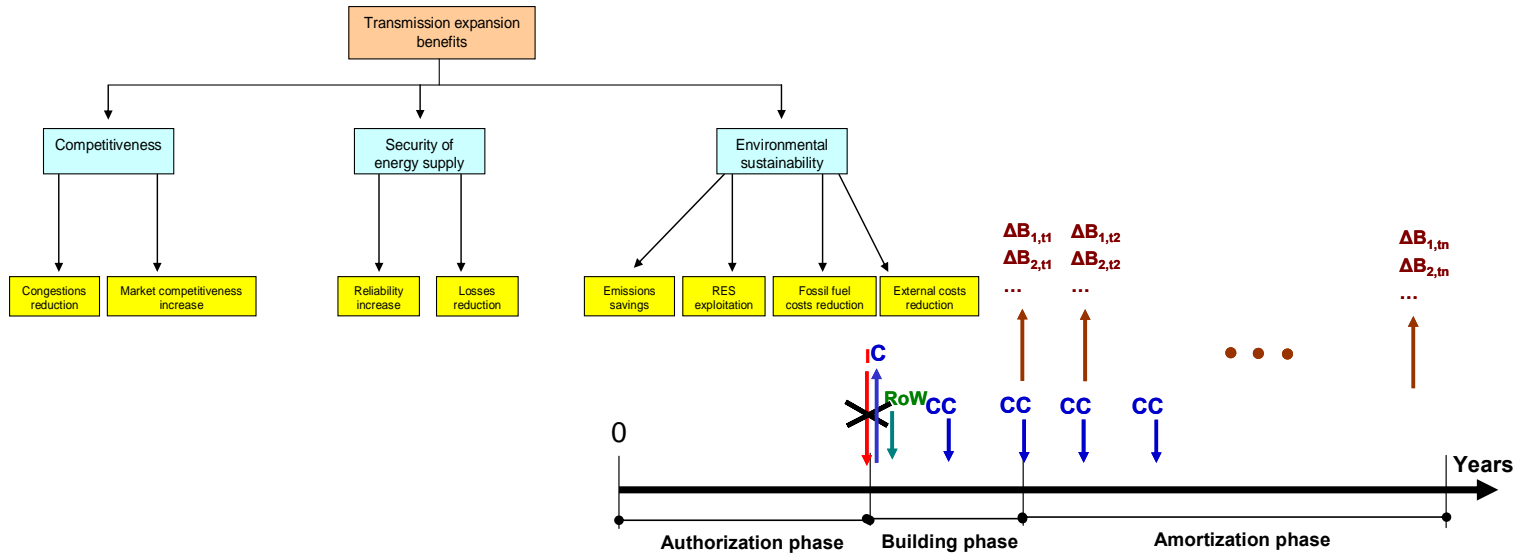 Transmission expansion
benefits
Competitiveness
Security of
energy supply
Environmental
sustainability
Congestions
reduction
Market competitiveness
increase
Reliability
increase
Losses
reduction
Emissions
savings
RES
exploitation
Fossil fuel
costs reduction
External costs
reduction
ΔB1,t1
ΔB2,t1
...
ΔB1,t2
ΔB2,t2
...
ΔB1,tn
ΔB2,tn
...
I C
RoW
CC
CC
CC
CC
0
Years
Authorization phase
Building phase
Amortization phase